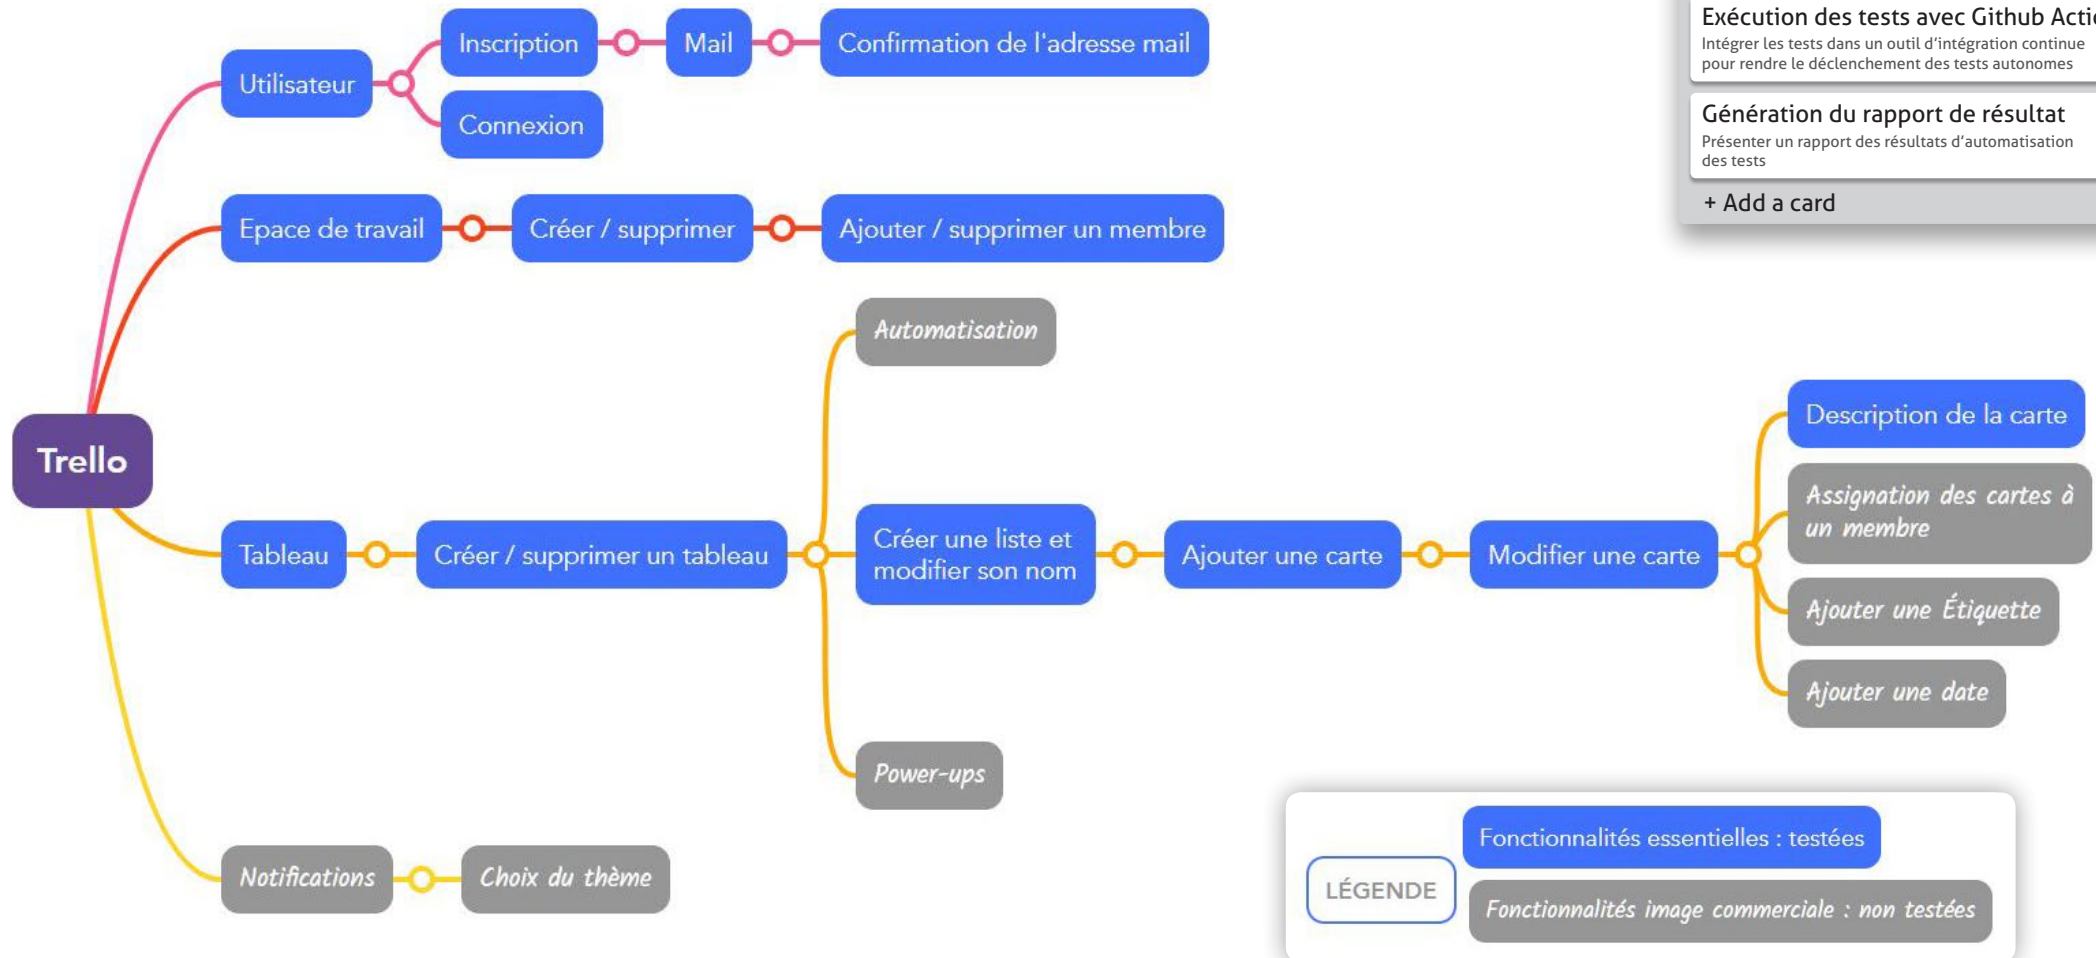 Exécution des tests avec Github Acti
Intégrer les tests dans un outil d'intégration continue
pour rendre le déclenchement des tests autonomes
Génération du rapport de résultat
Présenter un rapport des résultats d'automatisation
des tests
+ Add a card
Trello
Utilisateur
Inscription
Mail
Confirmation de l'adresse mail
Connexion
Epace de travail
Créer / supprimer
Ajouter / supprimer un membre
Tableau
Créer / supprimer un tableau
Automatisation
Créer une liste et
modifier son nom
Ajouter une carte
Modifier une carte
Description de la carte
Assignation des cartes à
un membre
Ajouter une Étiquette
Ajouter une date
Power-ups
Notifications
Choix du thème
LÉGENDE
Fonctionnalités essentielles : testées
Fonctionnalités image commerciale : non testées